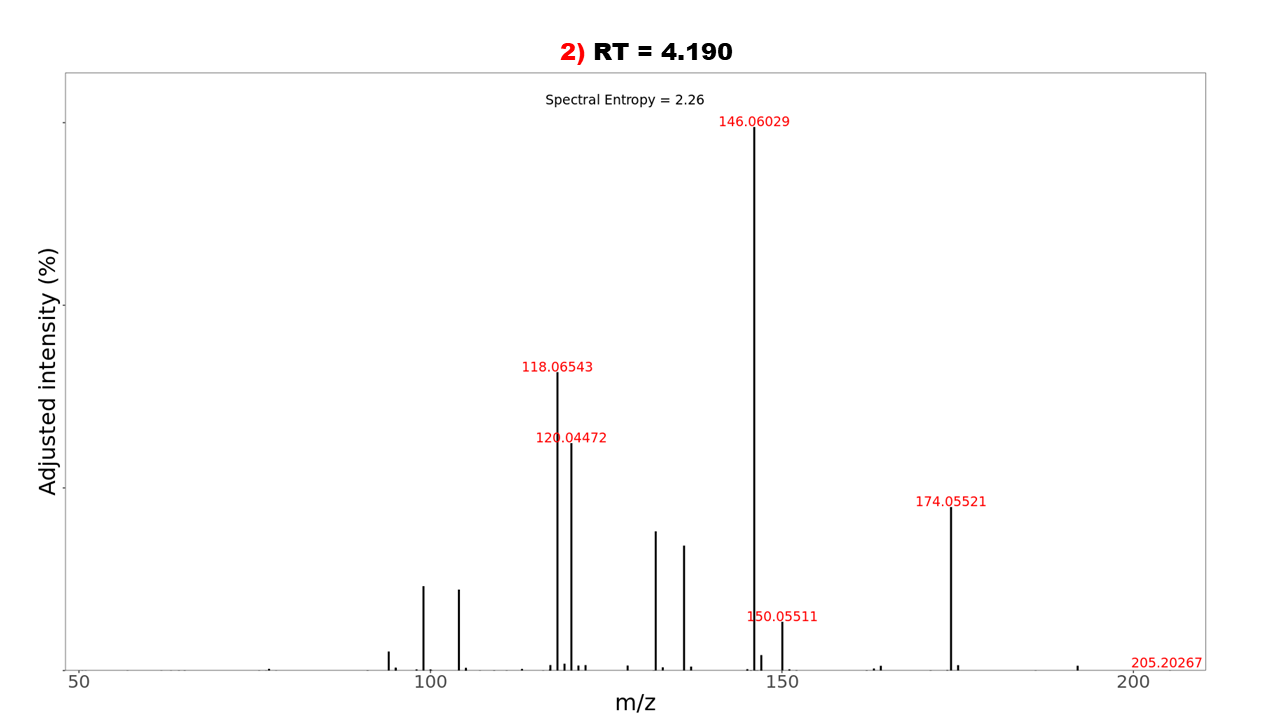 2) RT = 4.190
Spectral Entropy = 2.26
146.06029
118.06543
120.04472
174.05521
150.05511
205.20267
Adjusted intensity (%)
50 100 150 200
m/z